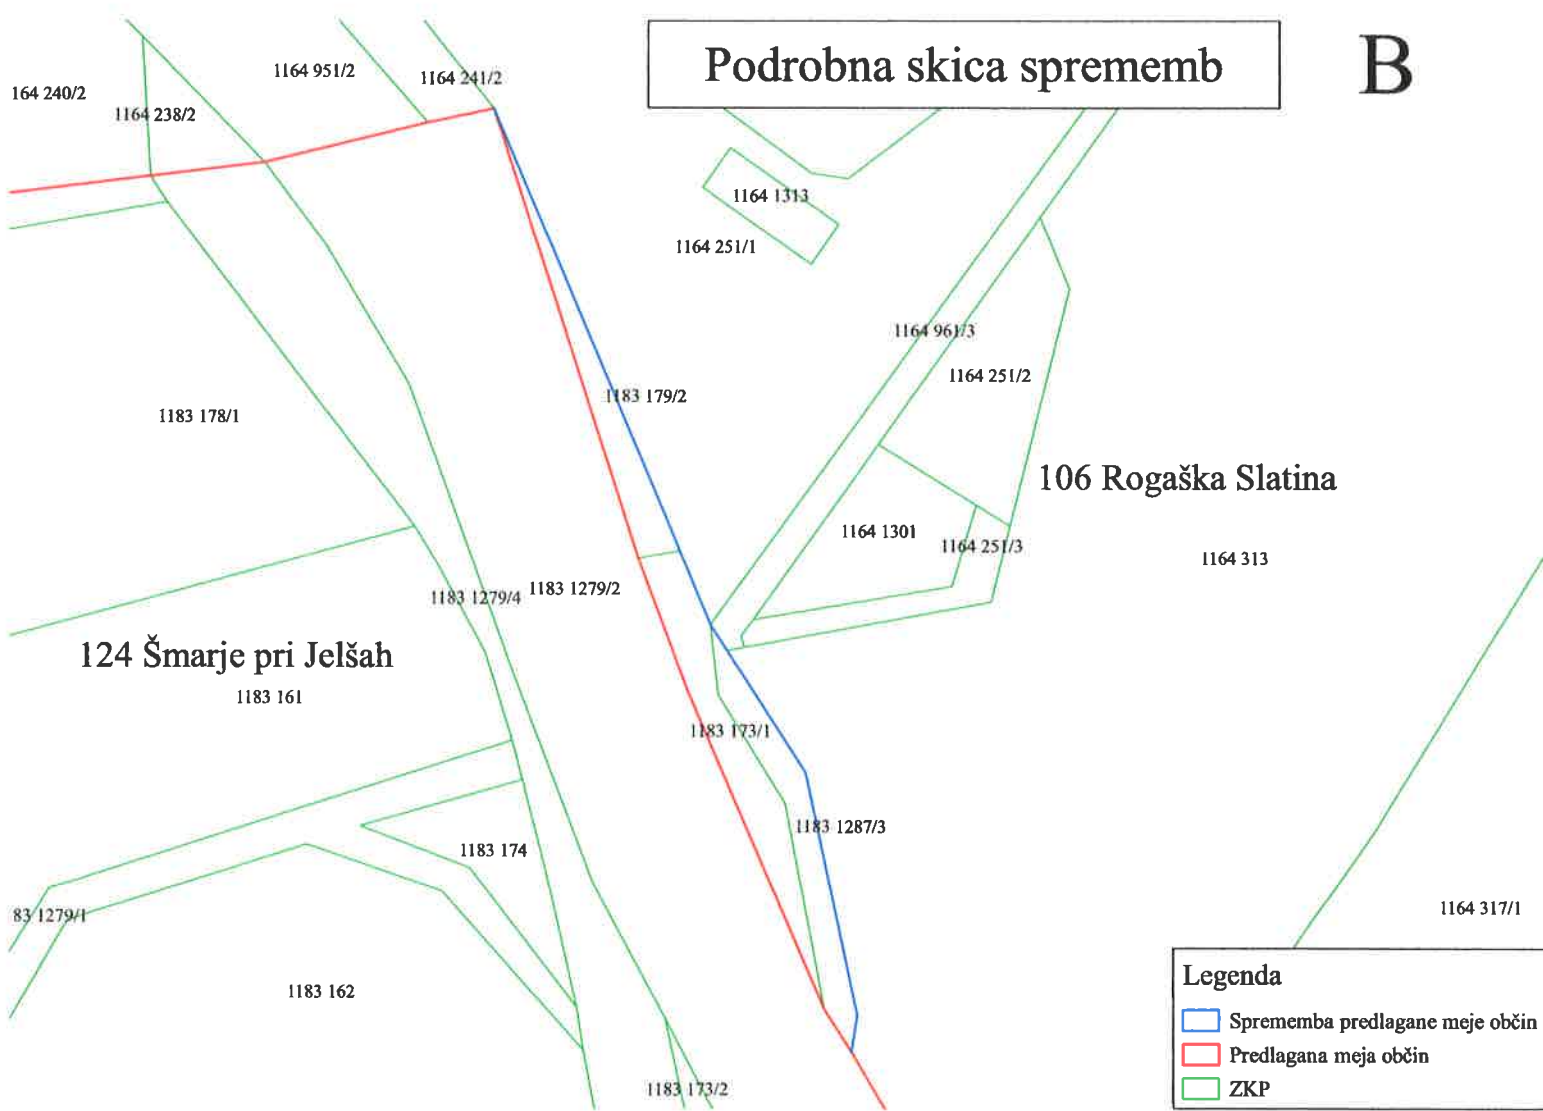 Podrobna skica sprememb
B
1164 951/2
1164 241/2
164 240/2
1164 238/2
1164 1313
1164 251/1
1164 961/3
1164 251/2
1183 179/2
1183 178/1
106 Rogaška Slatina
1164 1301
1164 251/3
1164 313
1183 1279/4
1183 1279/2
124 Šmarje pri Jelšah
1183 161
1183 173/1
1183 1287/3
1183 174
83 1279/1
1164 317/1
1183 162
1183 173/2
Legenda
Sprememba predlagane meje občin
Predlagana meja občin
ZKP